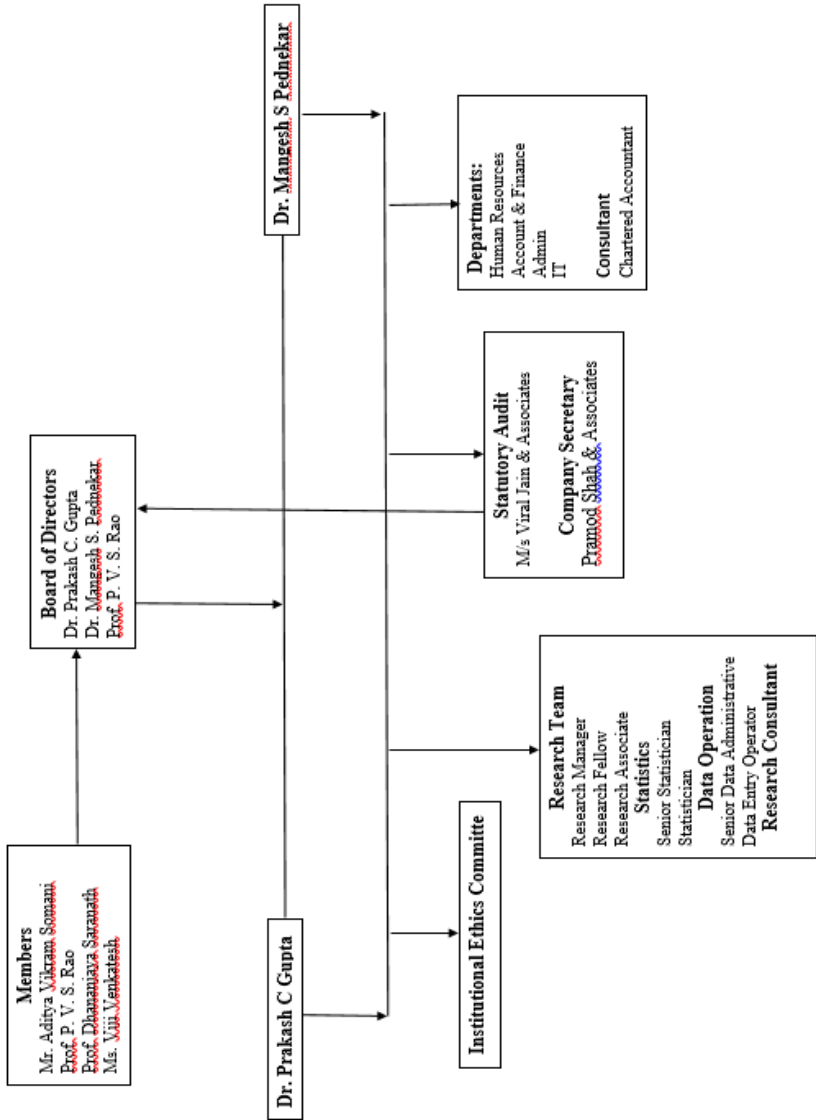 Members
Mr. Aditya Vikram Somani
Prof. P. V. S. Rao
Prof. Dhananjaya Saranath
Ms. Viji Venkatesh
Board of Directors
Dr. Prakash C. Gupta
Dr. Mangesh S. Pednekar
Prof. P. V. S. Rao
Dr. Prakash C Gupta
Dr. Mangesh S Pednekar
Institutional Ethics Committe
Research Team
Research Manager
Research Fellow
Research Associate
Statistics
Senior Statistician
Statistician
Data Operation
Senior Data Administrative
Data Entry Operator
Research Consultant
Statutory Audit
M/s Viral Jain & Associates
Company Secretary
Pramod Shah & Associates
Departments:
Human Resources
Account & Finance
Admin
IT
Consultant
Chartered Accountant